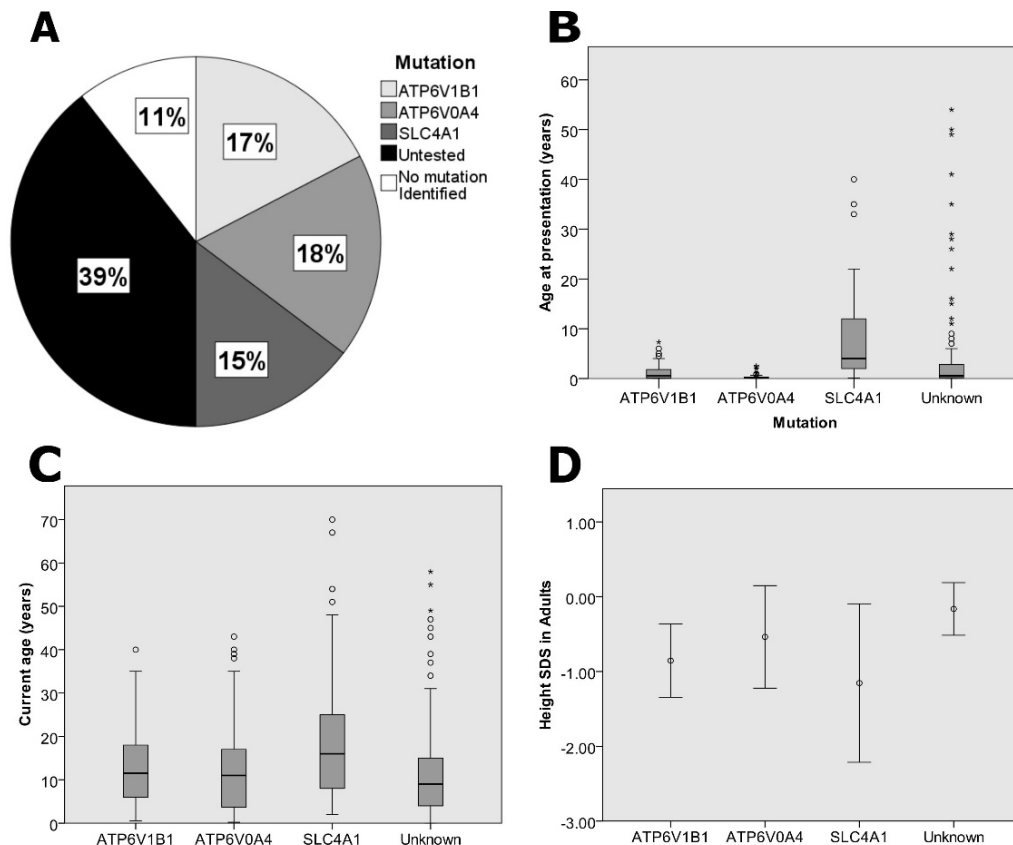 A
Mutation
ATP6V1B1
ATP6V0A4
SLC4A1
Untested
No mutation
Identified
11%
17%
18%
15%
39%
B
Age at presentation (years)
60
50
40
30
20
10
0
ATP6V1B1 ATP6V0A4 SLC4A1 Unknown
Mutation
C
Current age (years)
70
60
50
40
30
20
10
0
ATP6V1B1 ATP6V0A4 SLC4A1 Unknown
D
Height SDS in Adults
1.00
0.00
-1.00
-2.00
-3.00
ATP6V1B1 ATP6V0A4 SLC4A1 Unknown